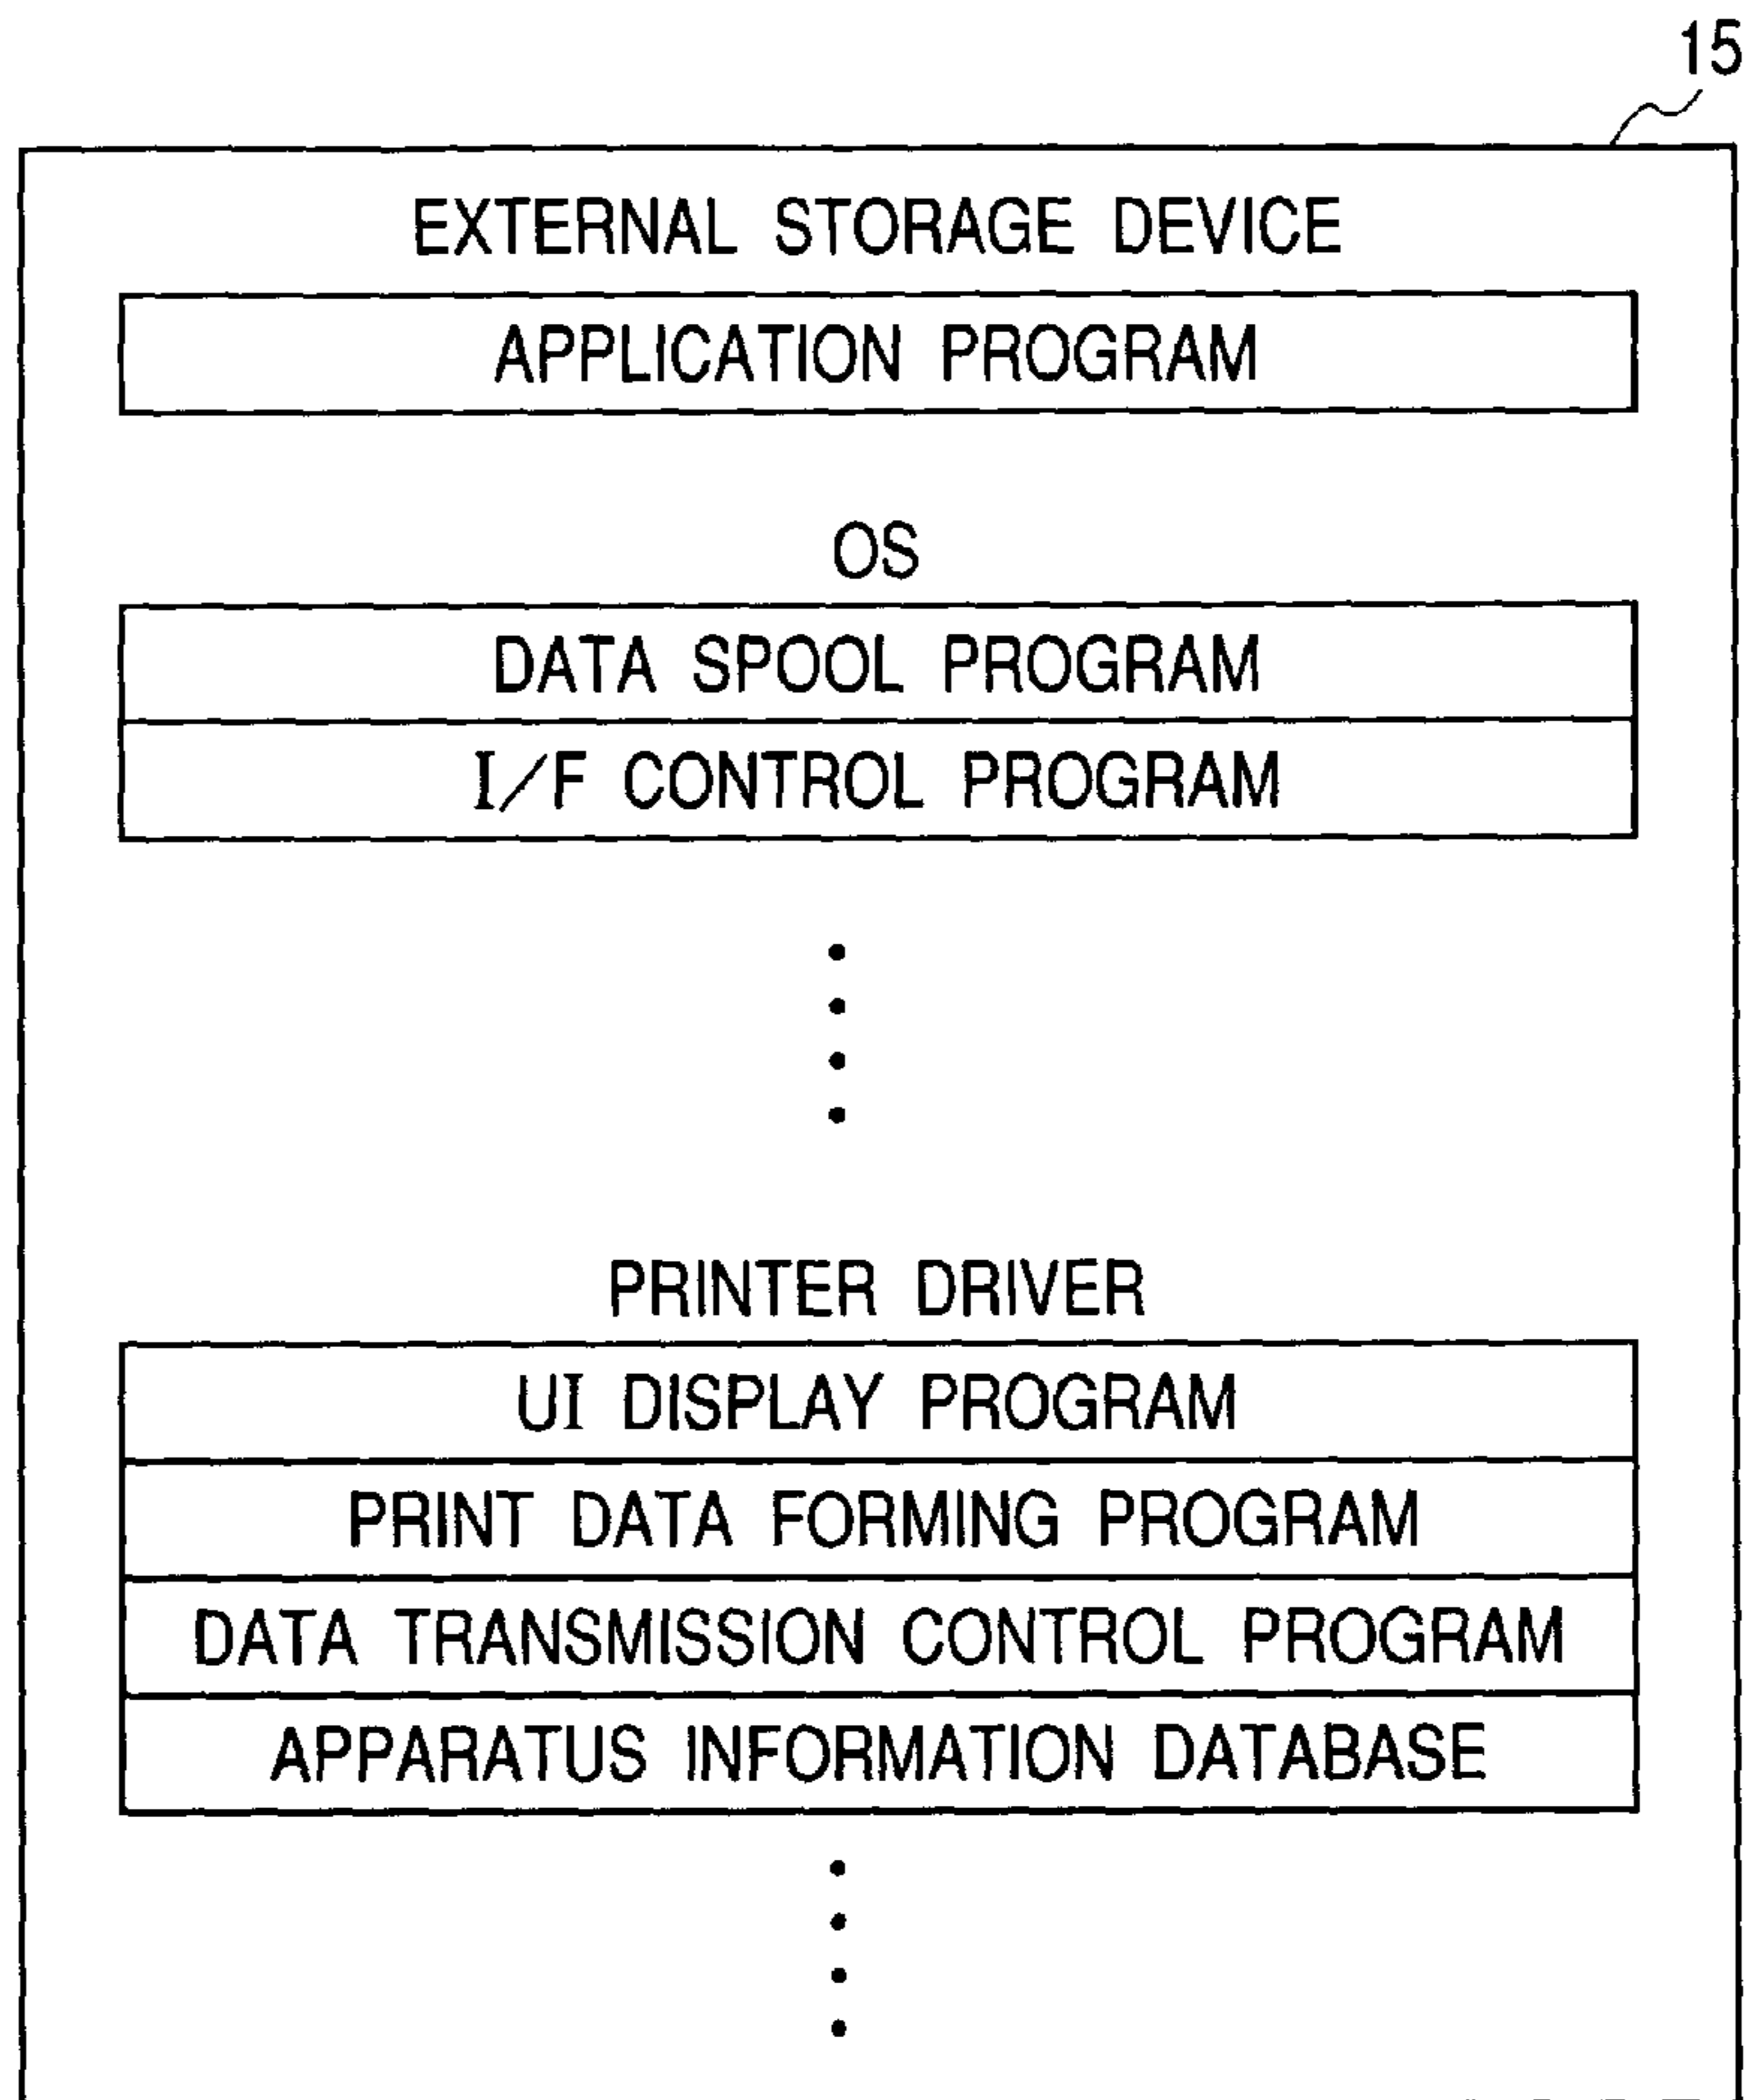 15
EXTERNAL STORAGE DEVICE
APPLICATION PROGRAM
OS
DATA SPOOL PROGRAM
I/F CONTROL PROGRAM
PRINTER DRIVER
UI DISPLAY PROGRAM
PRINT DATA FORMING PROGRAM
DATA TRANSMISSION CONTROL PROGRAM
APPARATUS INFORMATION DATABASE